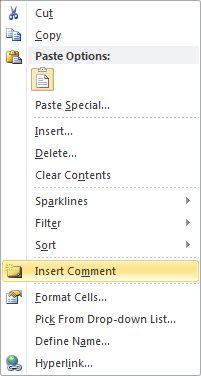 Cut
Copy
Paste Options:
Paste Special...
Insert...
Delete...
Clear Contents
Sparklines
Filter
Sort
Insert Comment
Format Cells...
Pick From Drop-down List...
Define Name...
Hyperlink...